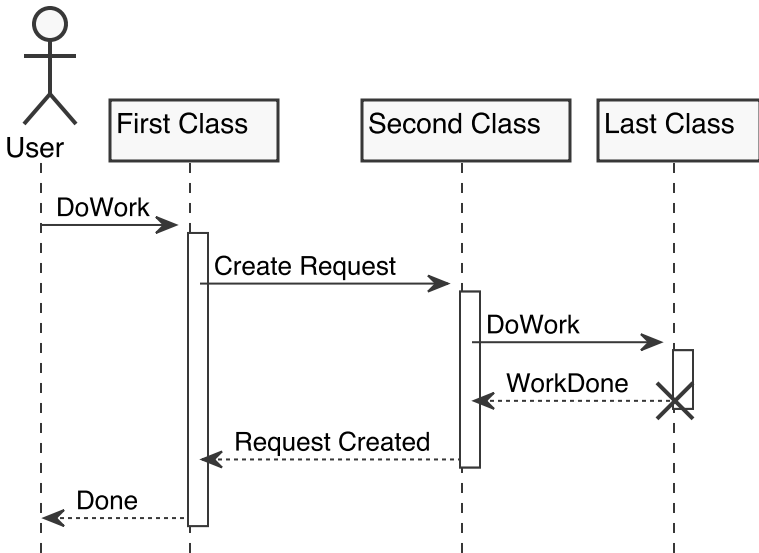 User
First Class
Second Class
Last Class
DoWork
Create Request
DoWork
WorkDone
Request Created
Done